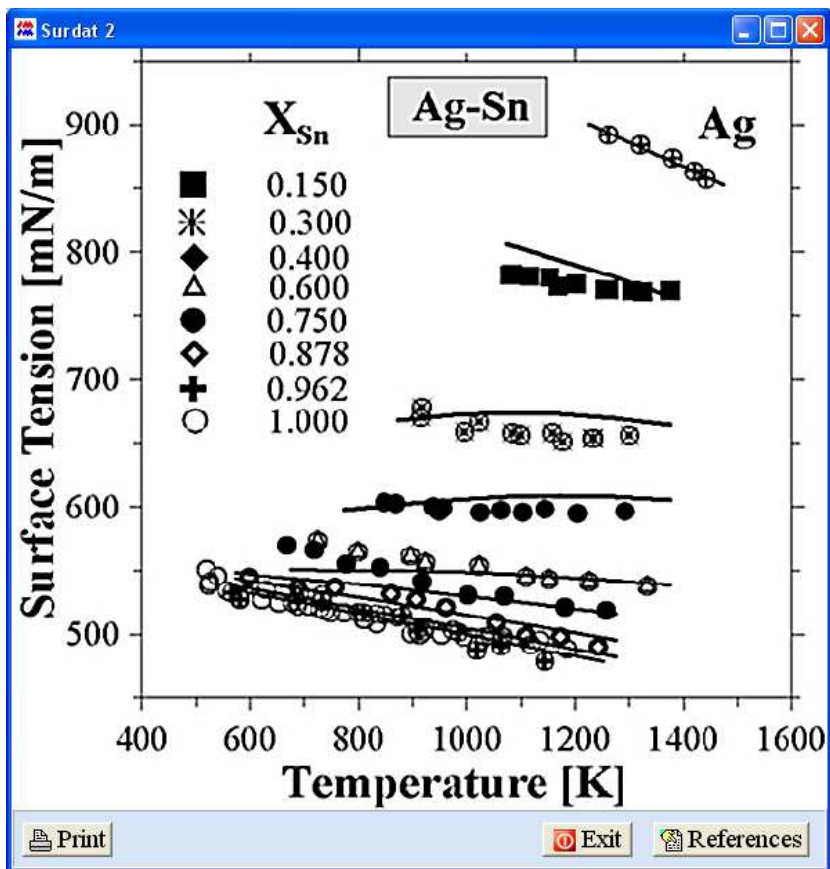 Surdat 2
Ag-Sn
Ag
X_Sn
0.150
0.300
0.400
0.600
0.750
0.878
0.962
1.000
Surface Tension [mN/m]
900
800
700
600
500
400 600 800 1000 1200 1400 1600
Temperature [K]
Print Exit References